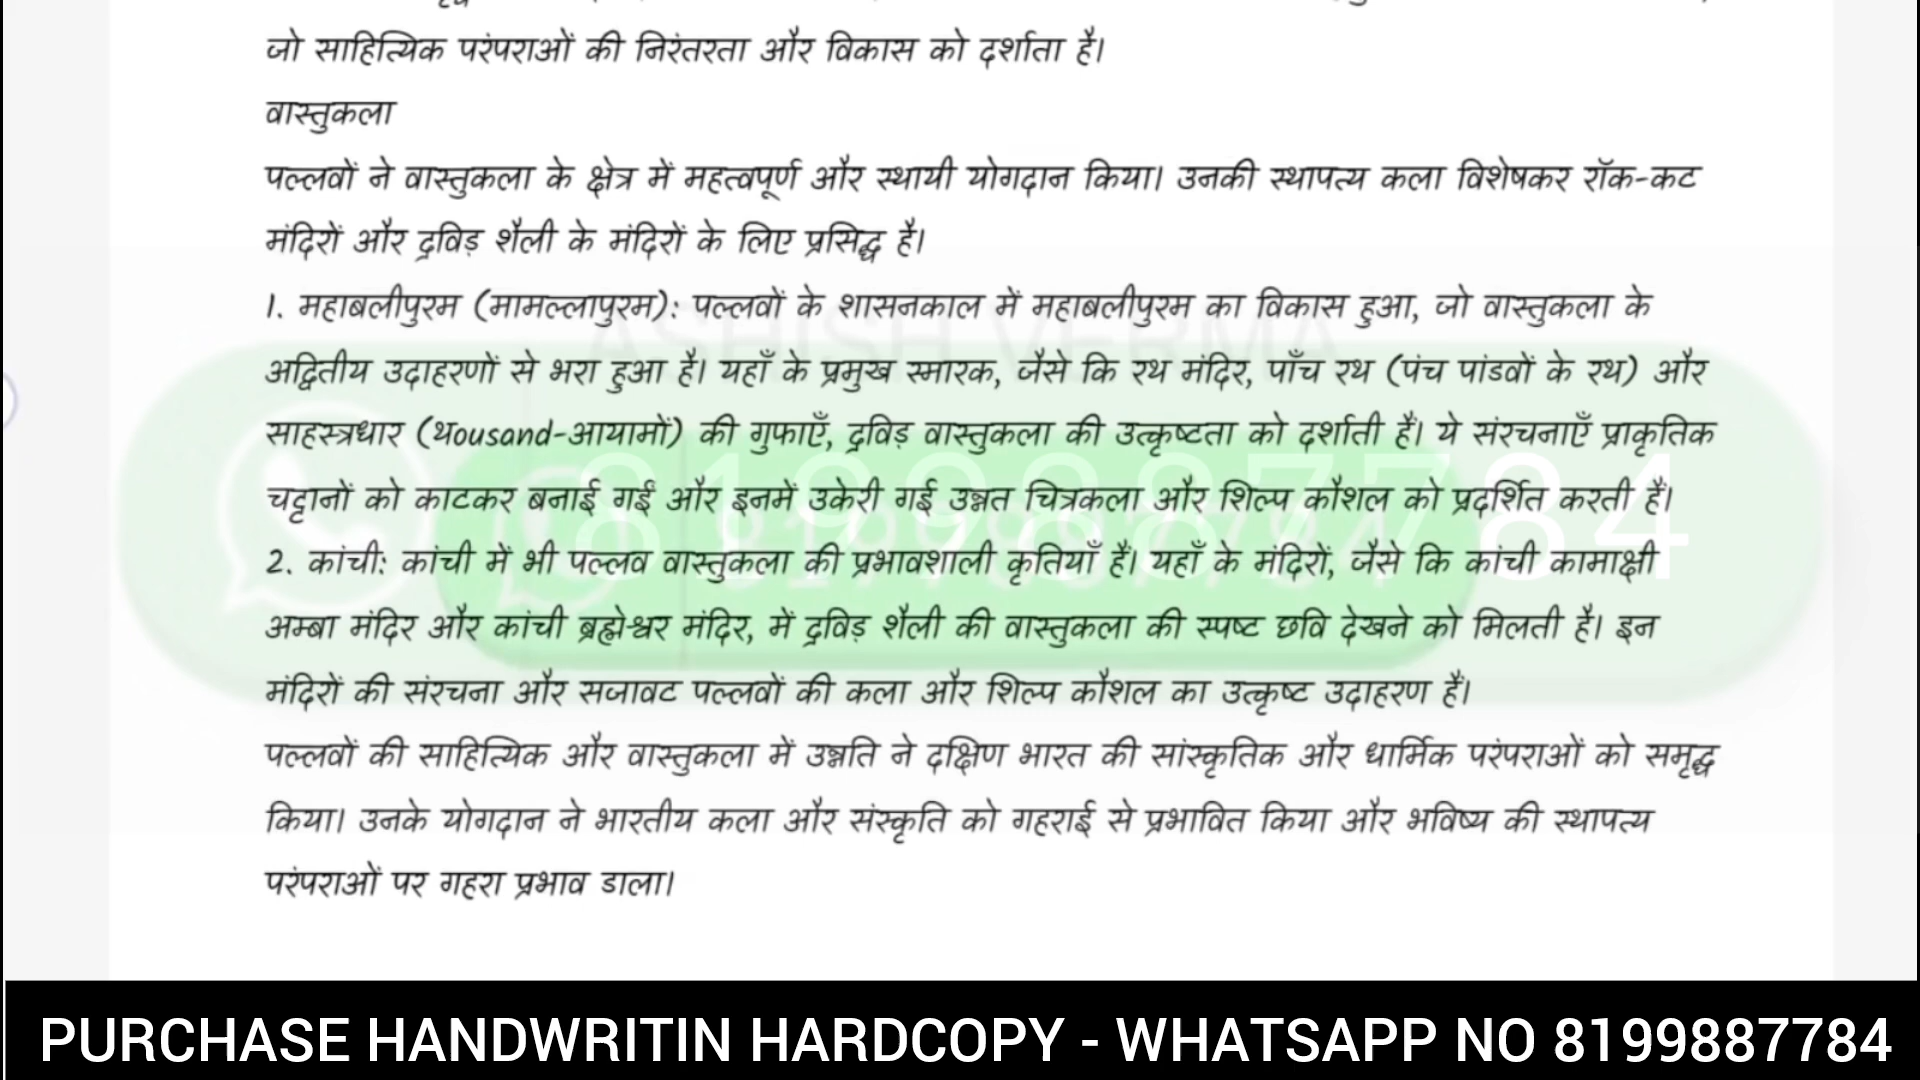 जो साहित्यिक परंपराओं की निरंतरता और विकास को दर्शाता है।
वास्तुकला
पल्लवों ने वास्तुकला के क्षेत्र में महत्वपूर्ण और स्थायी योगदान किया। उनकी स्थापत्य कला विशेषकर रॉक-कट
मंदिरों और द्रविड़ शैली के मंदिरों के लिए प्रसिद्ध है।
1. महाबलीपुरम (मामल्लापुरम): पल्लवों के शासनकाल में महाबलीपुरम का विकास हुआ, जो वास्तुकला के
ASHISH VERMA
अद्वितीय उदाहरणों से भरा हुआ है। यहाँ के प्रमुख स्मारक, जैसे कि रथ मंदिर, पाँच रथ (पंच पांडवों के रथ) और
साहस्त्रधार (थousand-आयामों) की गुफाएँ, द्रविड़ वास्तुकला की उत्कृष्टता को दर्शाती हैं। ये संरचनाएँ प्राकृतिक
चट्टानों को काटकर बनाई गईं और इनमें उकेरी गई उन्नत चित्रकला और शिल्प कौशल को प्रदर्शित करती हैं।
8199887784
2. कांची: कांची में भी पल्लव वास्तुकला की प्रभावशाली कृतियाँ हैं। यहाँ के मंदिरों, जैसे कि कांची कामाक्षी
अम्बा मंदिर और कांची ब्रह्मेश्वर मंदिर, में द्रविड़ शैली की वास्तुकला की स्पष्ट छवि देखने को मिलती है। इन
मंदिरों की संरचना और सजावट पल्लवों की कला और शिल्प कौशल का उत्कृष्ट उदाहरण हैं।
पल्लवों की साहित्यिक और वास्तुकला में उन्नति ने दक्षिण भारत की सांस्कृतिक और धार्मिक परंपराओं को समृद्ध
किया। उनके योगदान ने भारतीय कला और संस्कृति को गहराई से प्रभावित किया और भविष्य की स्थापत्य
परंपराओं पर गहरा प्रभाव डाला।
PURCHASE HANDWRITIN HARDCOPY - WHATSAPP NO 8199887784